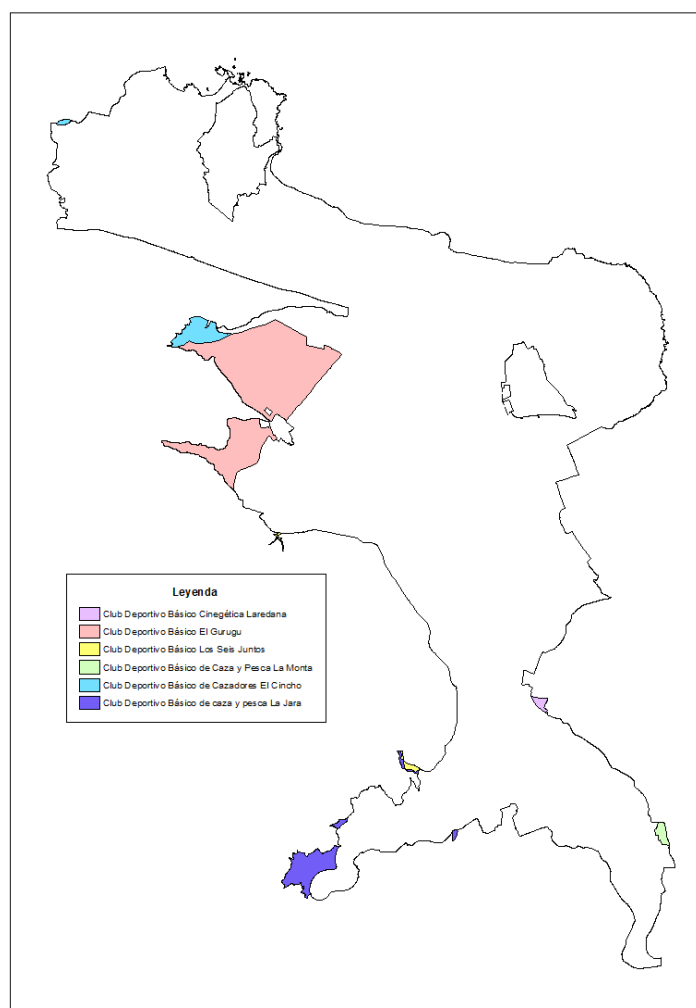 Leyenda
Club Deportivo Básico Cinegética Laredana
Club Deportivo Básico El Gurugu
Club Deportivo Básico Los Seis Juntos
Club Deportivo Básico de Caza y Pesca La Monta
Club Deportivo Básico de Cazadores El Cincho
Club Deportivo Básico de caza y pesca La Jara